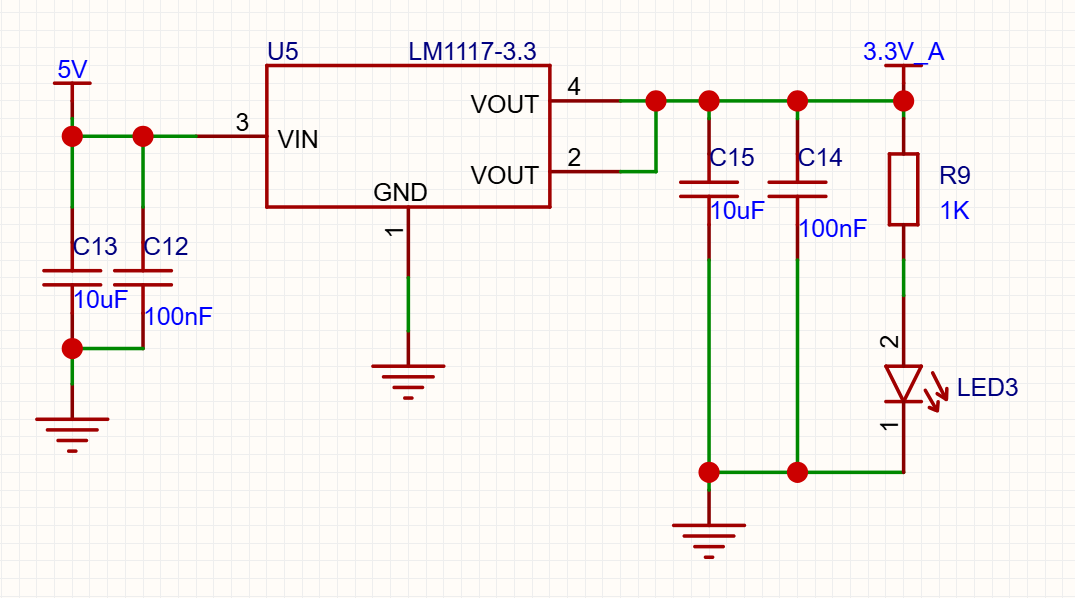 U5
LM1117-3.3
3.3V_A
5V
4
VOUT
3
VIN
2
VOUT
GND
1
C15
10uF
C14
100nF
R9
1K
C13
10uF
C12
100nF
2
LED3
1